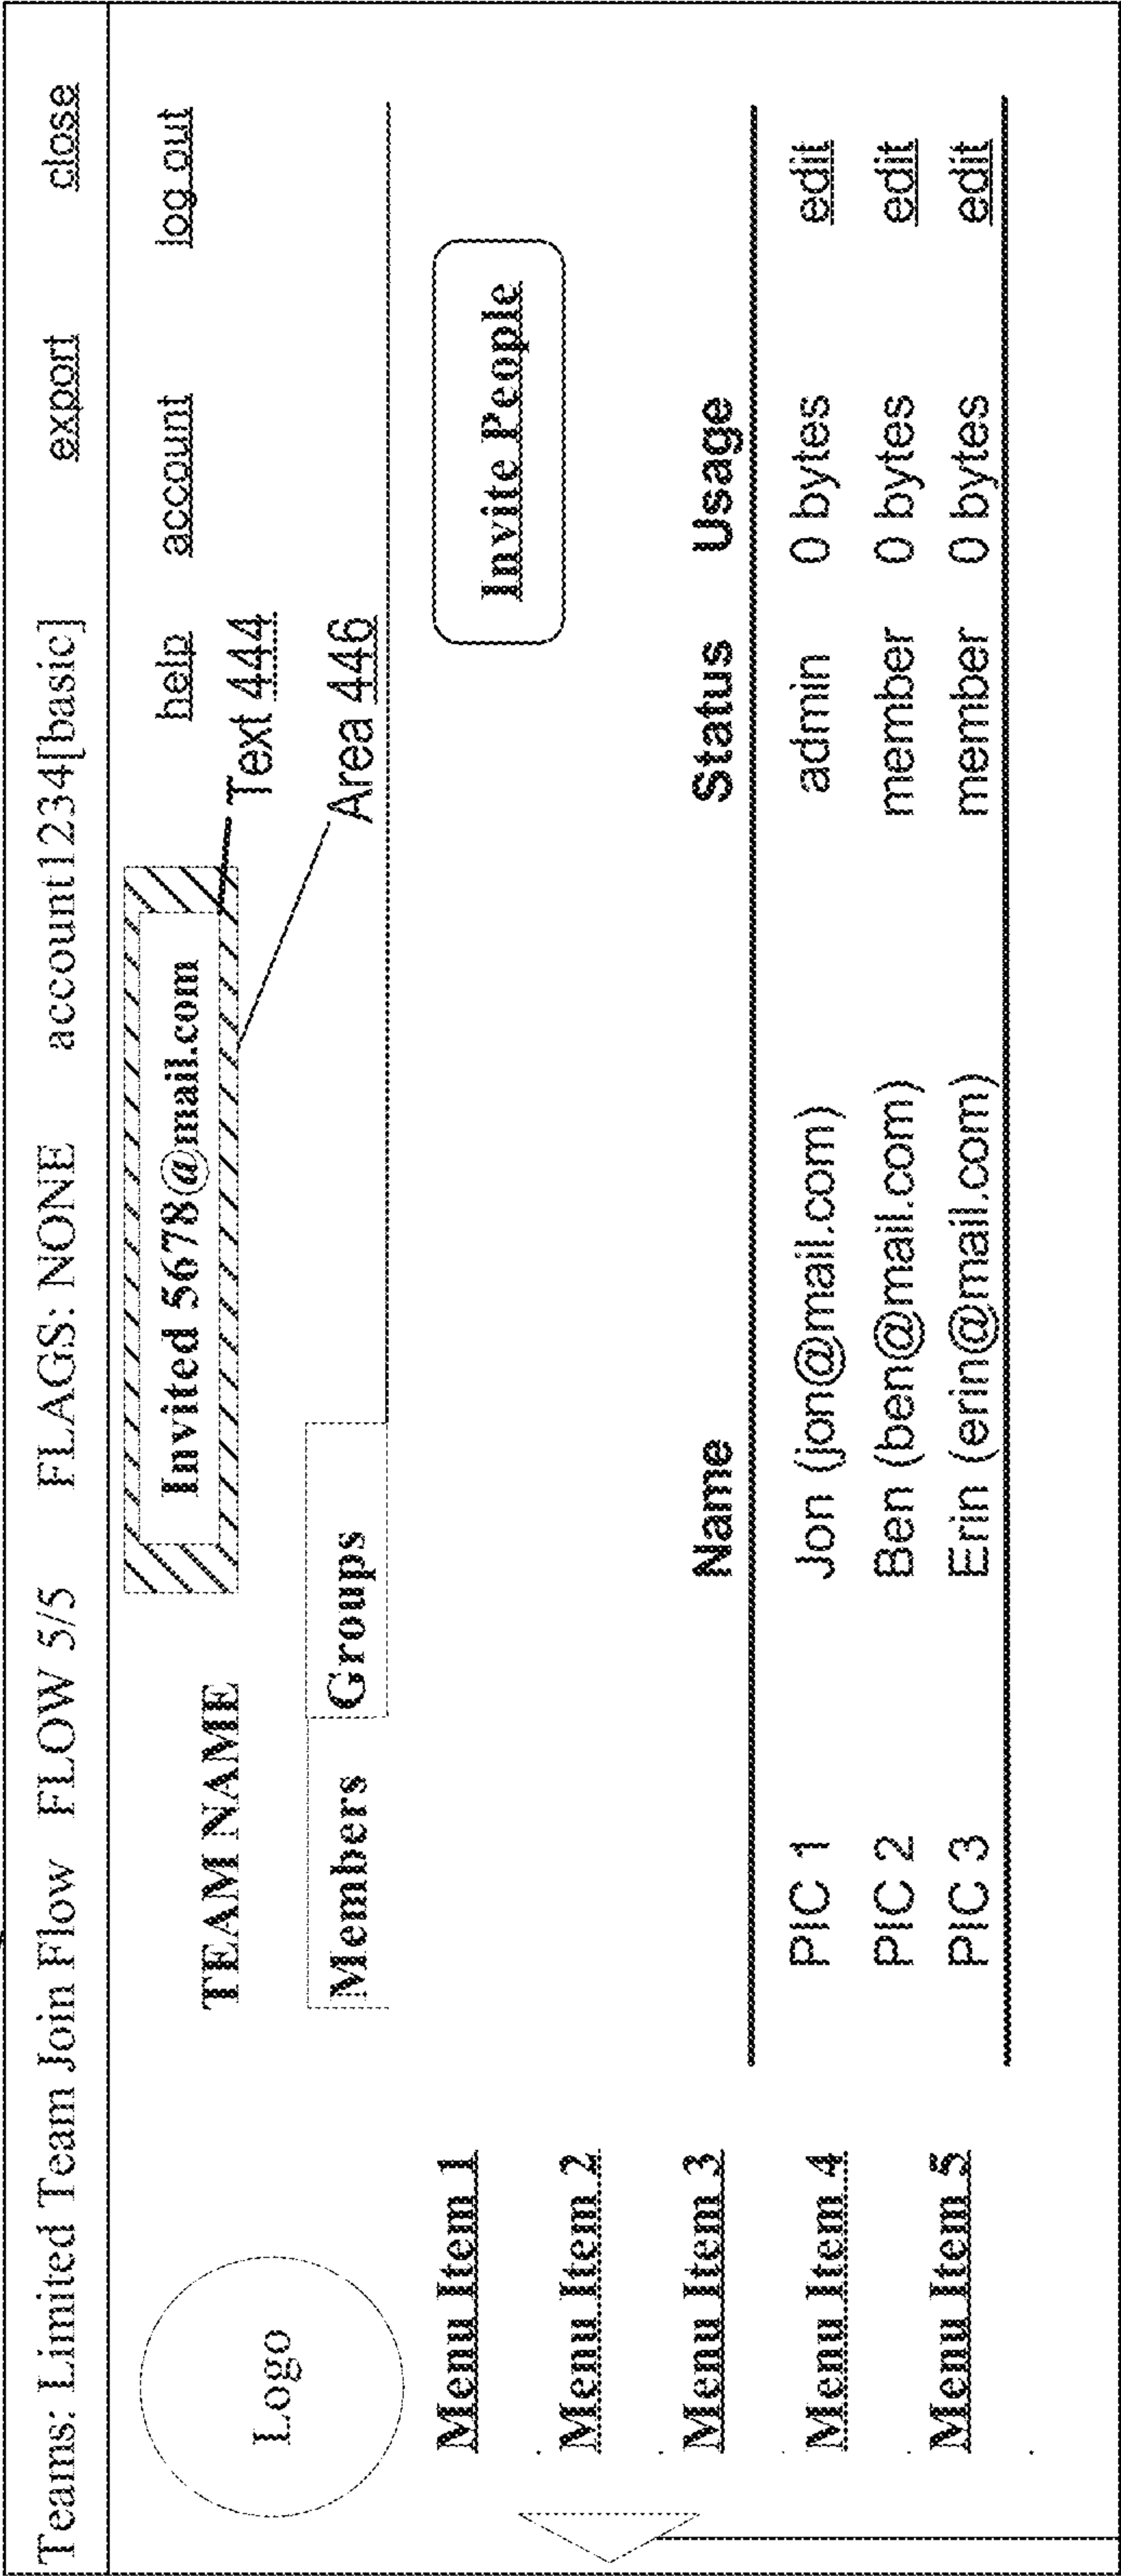 Teams: Limited Team Join Flow FLOW 5/5 FLAGS: NONE account1234[basic] export close
Invited 5678@mail.com help account log out
TEAM NAME Text 444
Logo
Members Groups Area 446
Menu Item 1 Invite People
Menu Item 2
Menu Item 3 Name Status Usage
Menu Item 4 PIC 1 Jon (jon@mail.com) admin 0 bytes edit
PIC 2 Ben (ben@mail.com) member 0 bytes edit
Menu Item 5 PIC 3 Erin (erin@mail.com) member 0 bytes edit